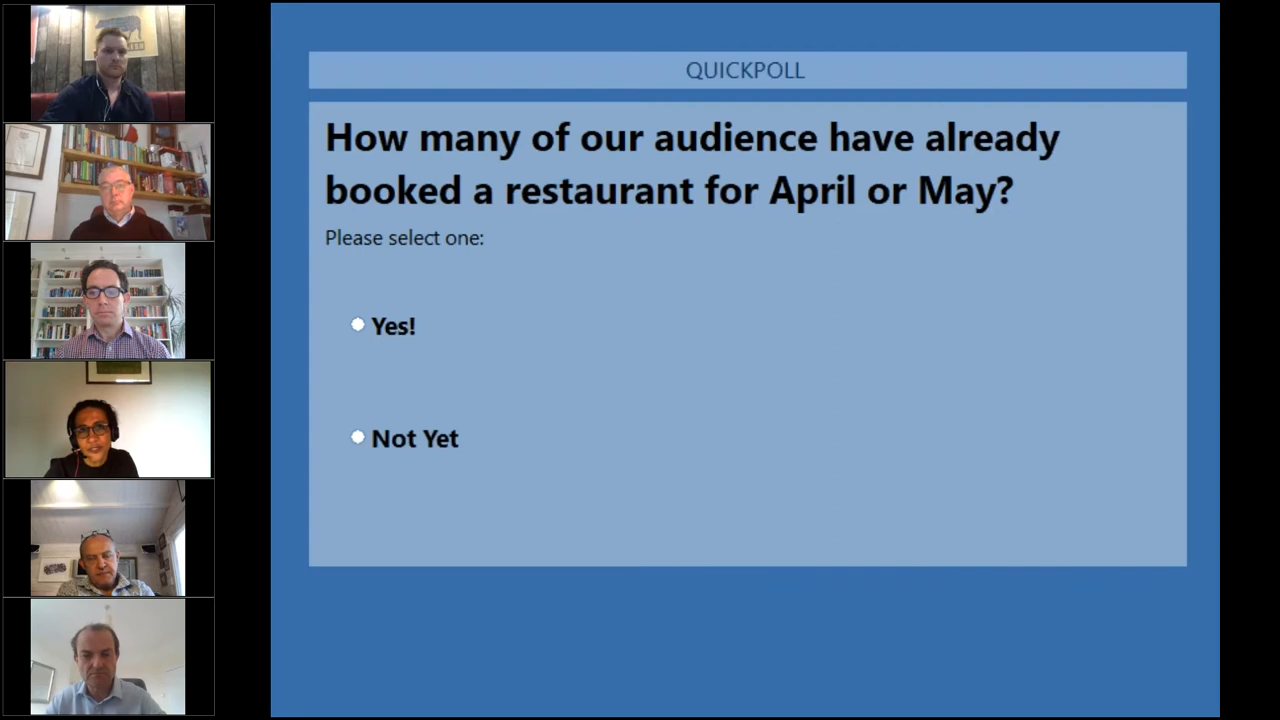 QUICKPOLL
How many of our audience have already
booked a restaurant for April or May?
Please select one:
Yes!
Not Yet